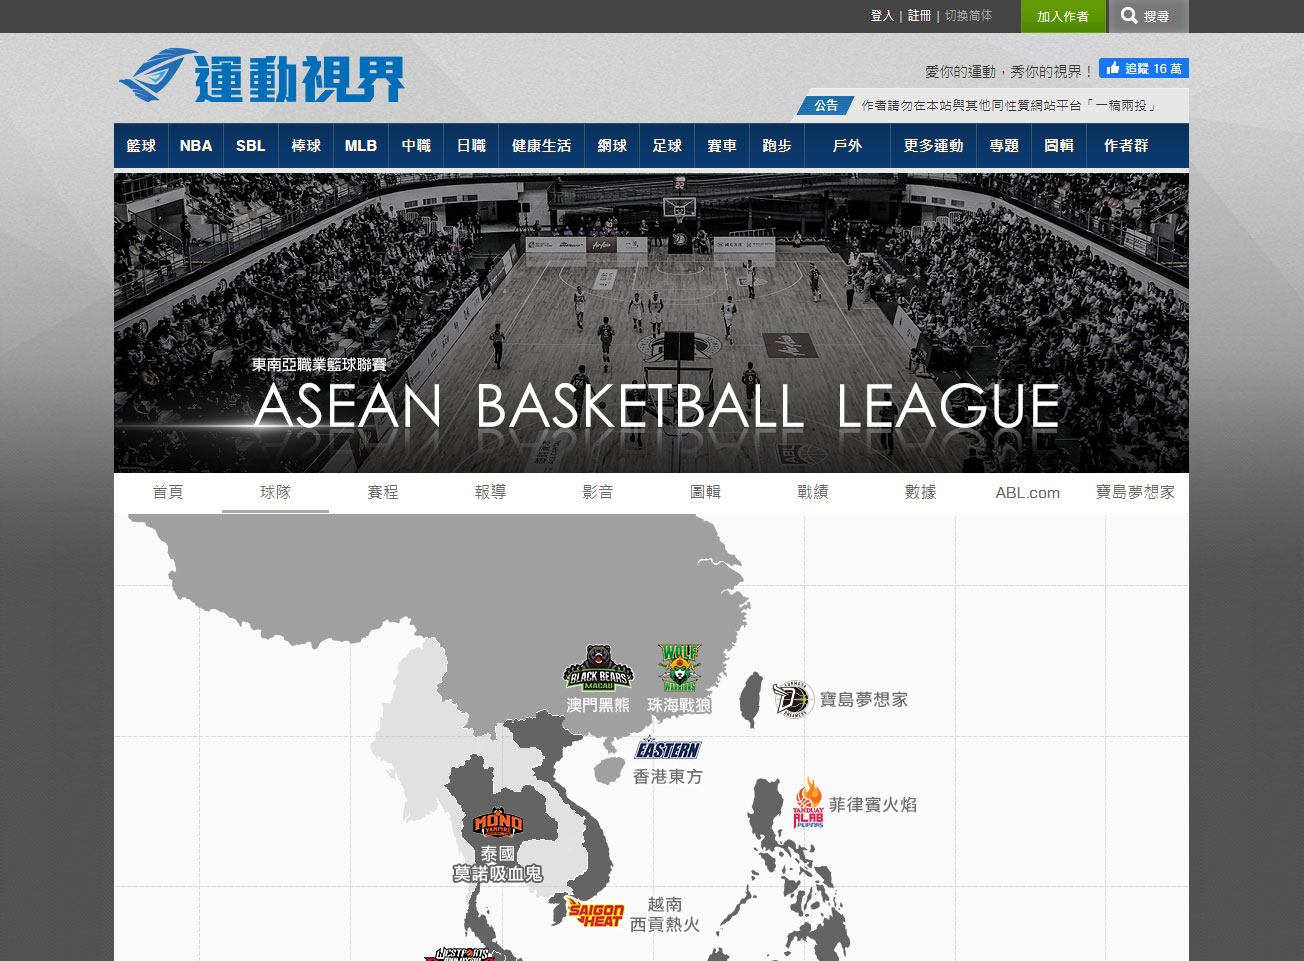 登入 | 註冊 | 切換简体
加入作者
搜尋
運動視界
愛你的運動，秀你的視界！
追蹤 16 萬
公告
作者請勿在本站與其他同性質網站平台「一稿兩投」
籃球 NBA SBL 棒球 MLB 中職 日職 健康生活 網球 足球 賽車 跑步 戶外 更多運動 專題 圖輯 作者群
22
AirAsia
東南亞職業籃球聯賽
ASEAN BASKETBALL LEAGUE
首頁 球隊 賽程 報導 影音 圖輯 戰績 數據 ABL.com 寶島夢想家
BLACK BEARS
MACAU
澳門黑熊
WOLF
WARRIORS
珠海戰狼
FORMOSA
DREAMERS
寶島夢想家
EASTERN
香港東方
TANDUAY
ALAB
PILIPINAS
菲律賓火焰
MONO
VAMPIRE
泰國
莫諾吸血鬼
SAIGON
HEAT
越南
西貢熱火
WESTPORTS